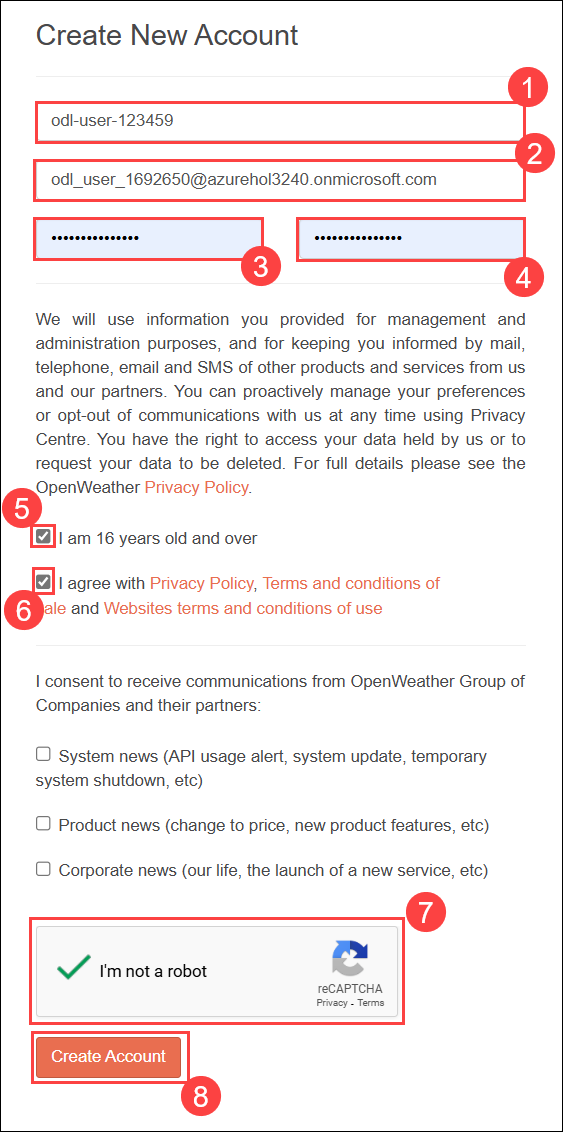 Create New Account
1
odl-user-123459
2
odl_user_1692650@azurehol3240.onmicrosoft.com
••••••••••••••• •••••••••••••••
3
4
We will use information you provided for management and
administration purposes, and for keeping you informed by mail,
telephone, email and SMS of other products and services from us
and our partners. You can proactively manage your preferences
or opt-out of communications with us at any time using Privacy
Centre. You have the right to access your data held by us or to
request your data to be deleted. For full details please see the
OpenWeather Privacy Policy.
5
I am 16 years old and over
I agree with Privacy Policy, Terms and conditions of
6
ale and Websites terms and conditions of use
I consent to receive communications from OpenWeather Group of
Companies and their partners:
System news (API usage alert, system update, temporary
system shutdown, etc)
Product news (change to price, new product features, etc)
Corporate news (our life, the launch of a new service, etc)
7
I'm not a robot
reCAPTCHA
Privacy - Terms
Create Account
8